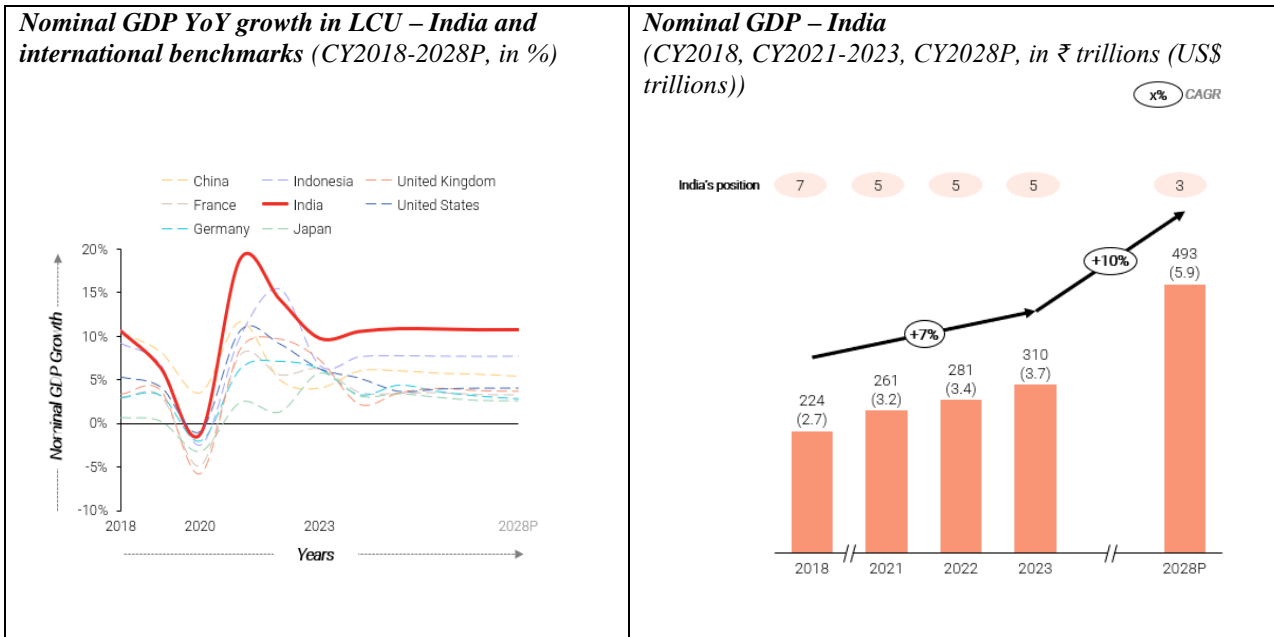 Nominal GDP YoY growth in LCU – India and
international benchmarks (CY2018-2028P, in %)
China
Indonesia
United Kingdom
France
India
United States
Germany
Japan
Nominal GDP Growth
20%
15%
10%
5%
0%
-5%
-10%
2018
2020
2023
2028P
Years
Nominal GDP – India
(CY2018, CY2021-2023, CY2028P, in ₹ trillions (US$
trillions))
x% CAGR
India's position
7
5
5
5
3
+7%
+10%
224
(2.7)
261
(3.2)
281
(3.4)
310
(3.7)
493
(5.9)
2018
2021
2022
2023
2028P